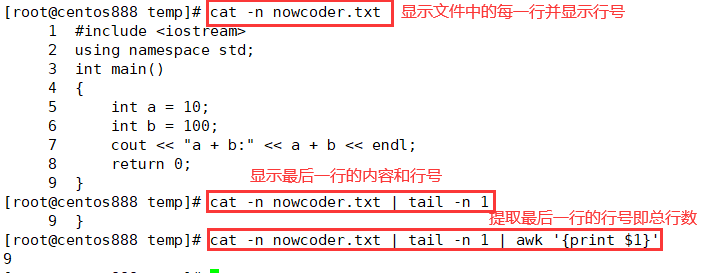 [root@centos888 temp]# cat -n nowcoder.txt 显示文件中的每一行并显示行号
1 #include <iostream>
2 using namespace std;
3 int main()
4 {
5 int a = 10;
6 int b = 100;
7 cout << "a + b:" << a + b << endl;
8 return 0;
9 }
显示最后一行的内容和行号
[root@centos888 temp]# cat -n nowcoder.txt | tail -n 1
9 }
提取最后一行的行号即总行数
[root@centos888 temp]# cat -n nowcoder.txt | tail -n 1 | awk '{print $1}'
9